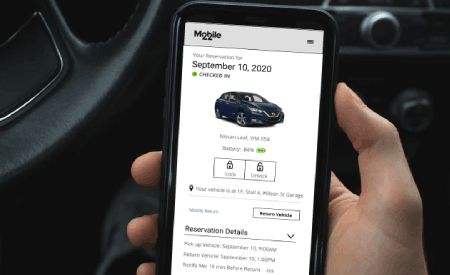 Mobile
22
Your Reservation for
September 10, 2020
CHECKED IN
Nissan Leaf, YIM-554
Battery: 84%
Lock
Unlock
Your vehicle is at 1F, Stall 4, Willson St Garage
Modify Return
Return Vehicle
Reservation Details
Pick up Vehicle: September 10, 9:00AM
Return Vehicle: September 10, 1:00PM
Notify Me: 15 min Before Return